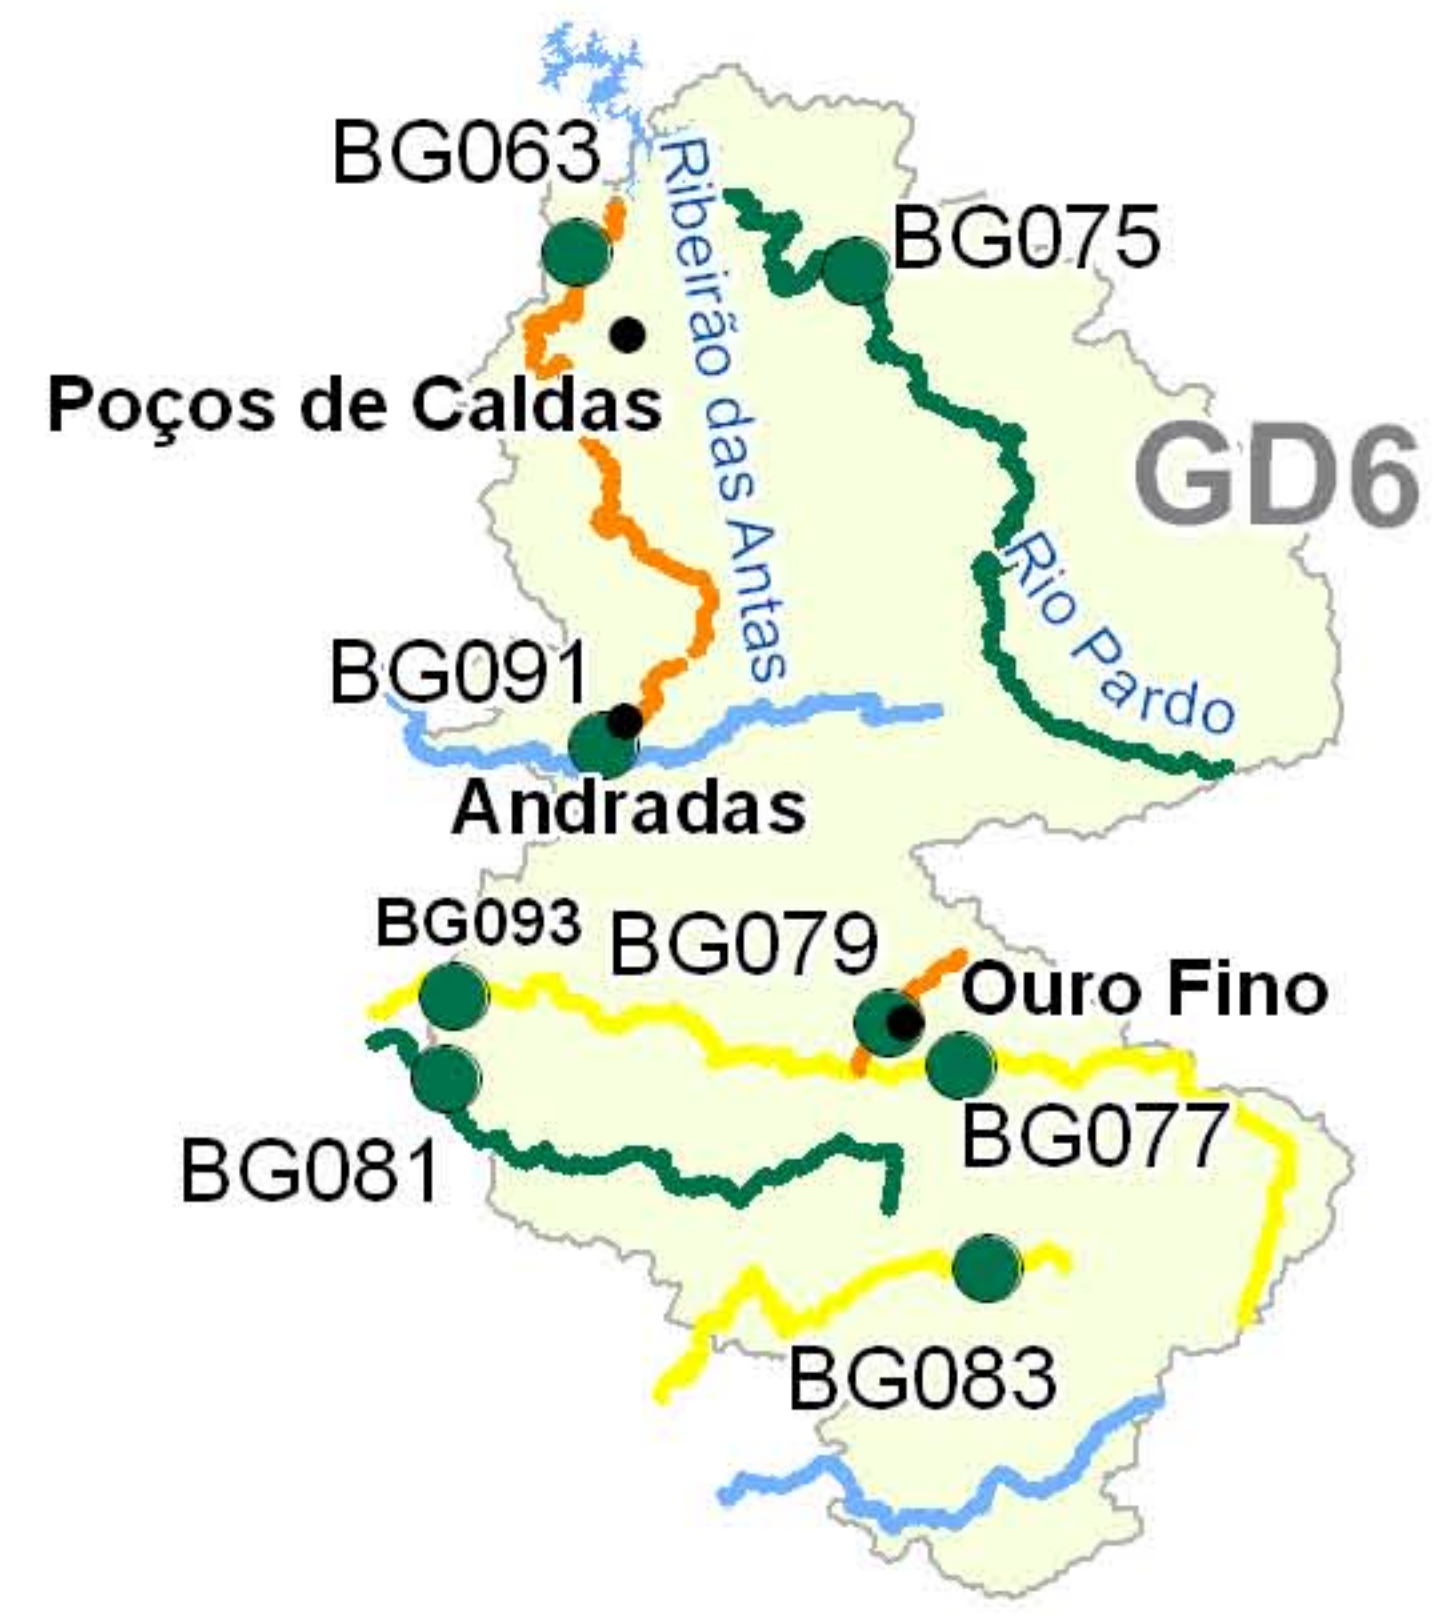 BG063
Ribeirão das Antas
BG075
Poços de Caldas
GD6
Rio Pardo
BG091
Andradas
BG093
BG079
Ouro Fino
BG077
BG081
BG083